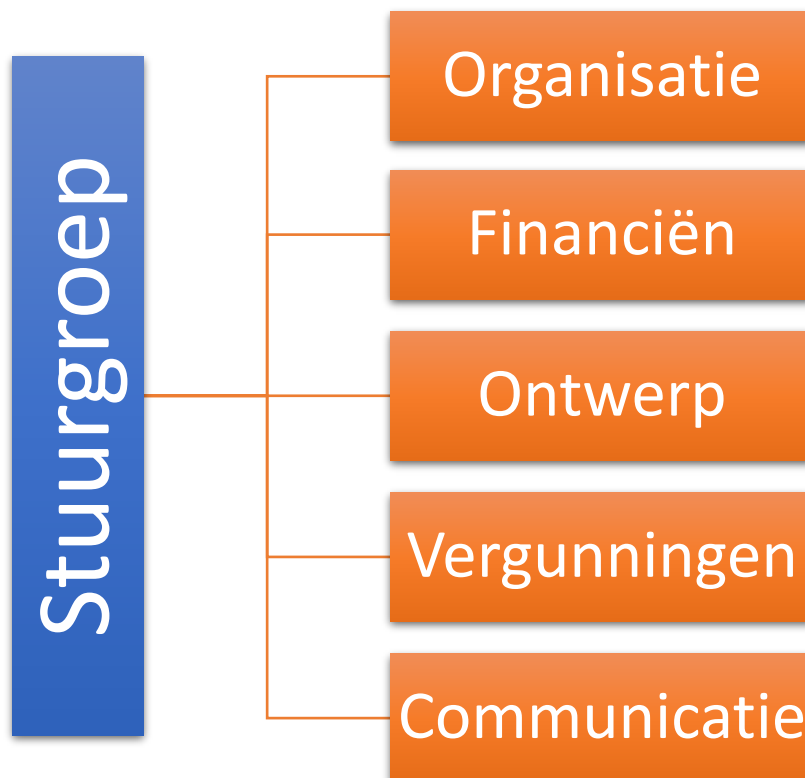 Stuurgroep
Organisatie
Financiën
Ontwerp
Vergunningen
Communicatie